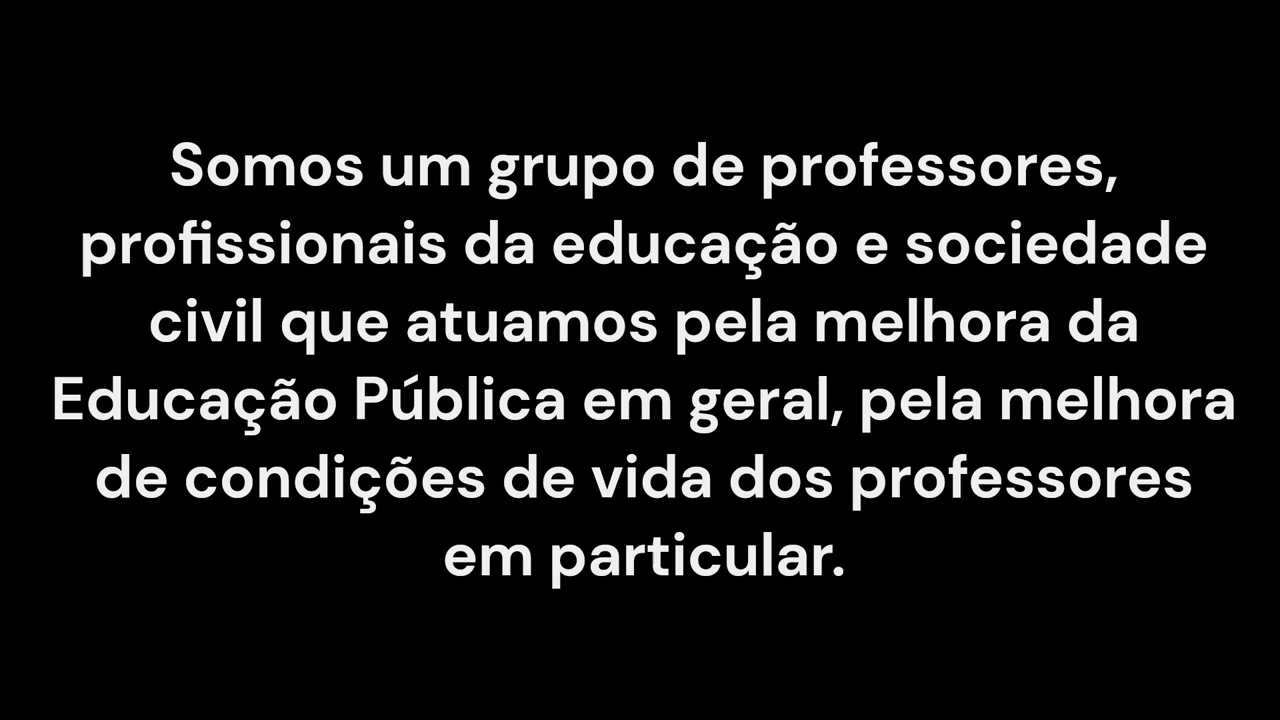 Somos um grupo de professores,
profissionais da educação e sociedade
civil que atuamos pela melhora da
Educação Pública em geral, pela melhora
de condições de vida dos professores
em particular.